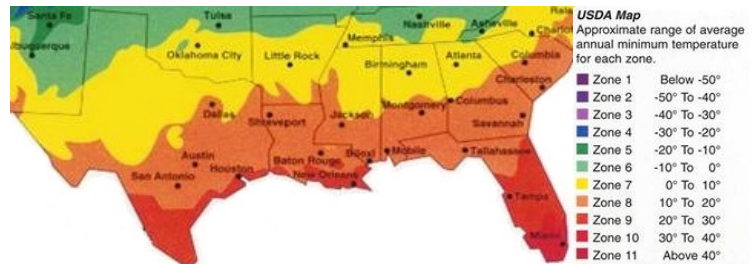 Santa Fe
Tulsa
Nashville
Asheville
Rale
Charlot
lbuquerque
Oklahoma City
Little Rock
Memphis
Birmingham
Atlanta
Columbia
Charleston
Dallas
Shreveport
Jackson
Montgomery
Columbus
Savannah
Austin
San Antonio
Houston
Baton Rouge
New Orleans
Biloxi
Mobile
Tallahassee
Tampa
Miami
USDA Map
Approximate range of average
annual minimum temperature
for each zone.
Zone 1 Below -50°
Zone 2 -50° To -40°
Zone 3 -40° To -30°
Zone 4 -30° To -20°
Zone 5 -20° To -10°
Zone 6 -10° To 0°
Zone 7 0° To 10°
Zone 8 10° To 20°
Zone 9 20° To 30°
Zone 10 30° To 40°
Zone 11 Above 40°